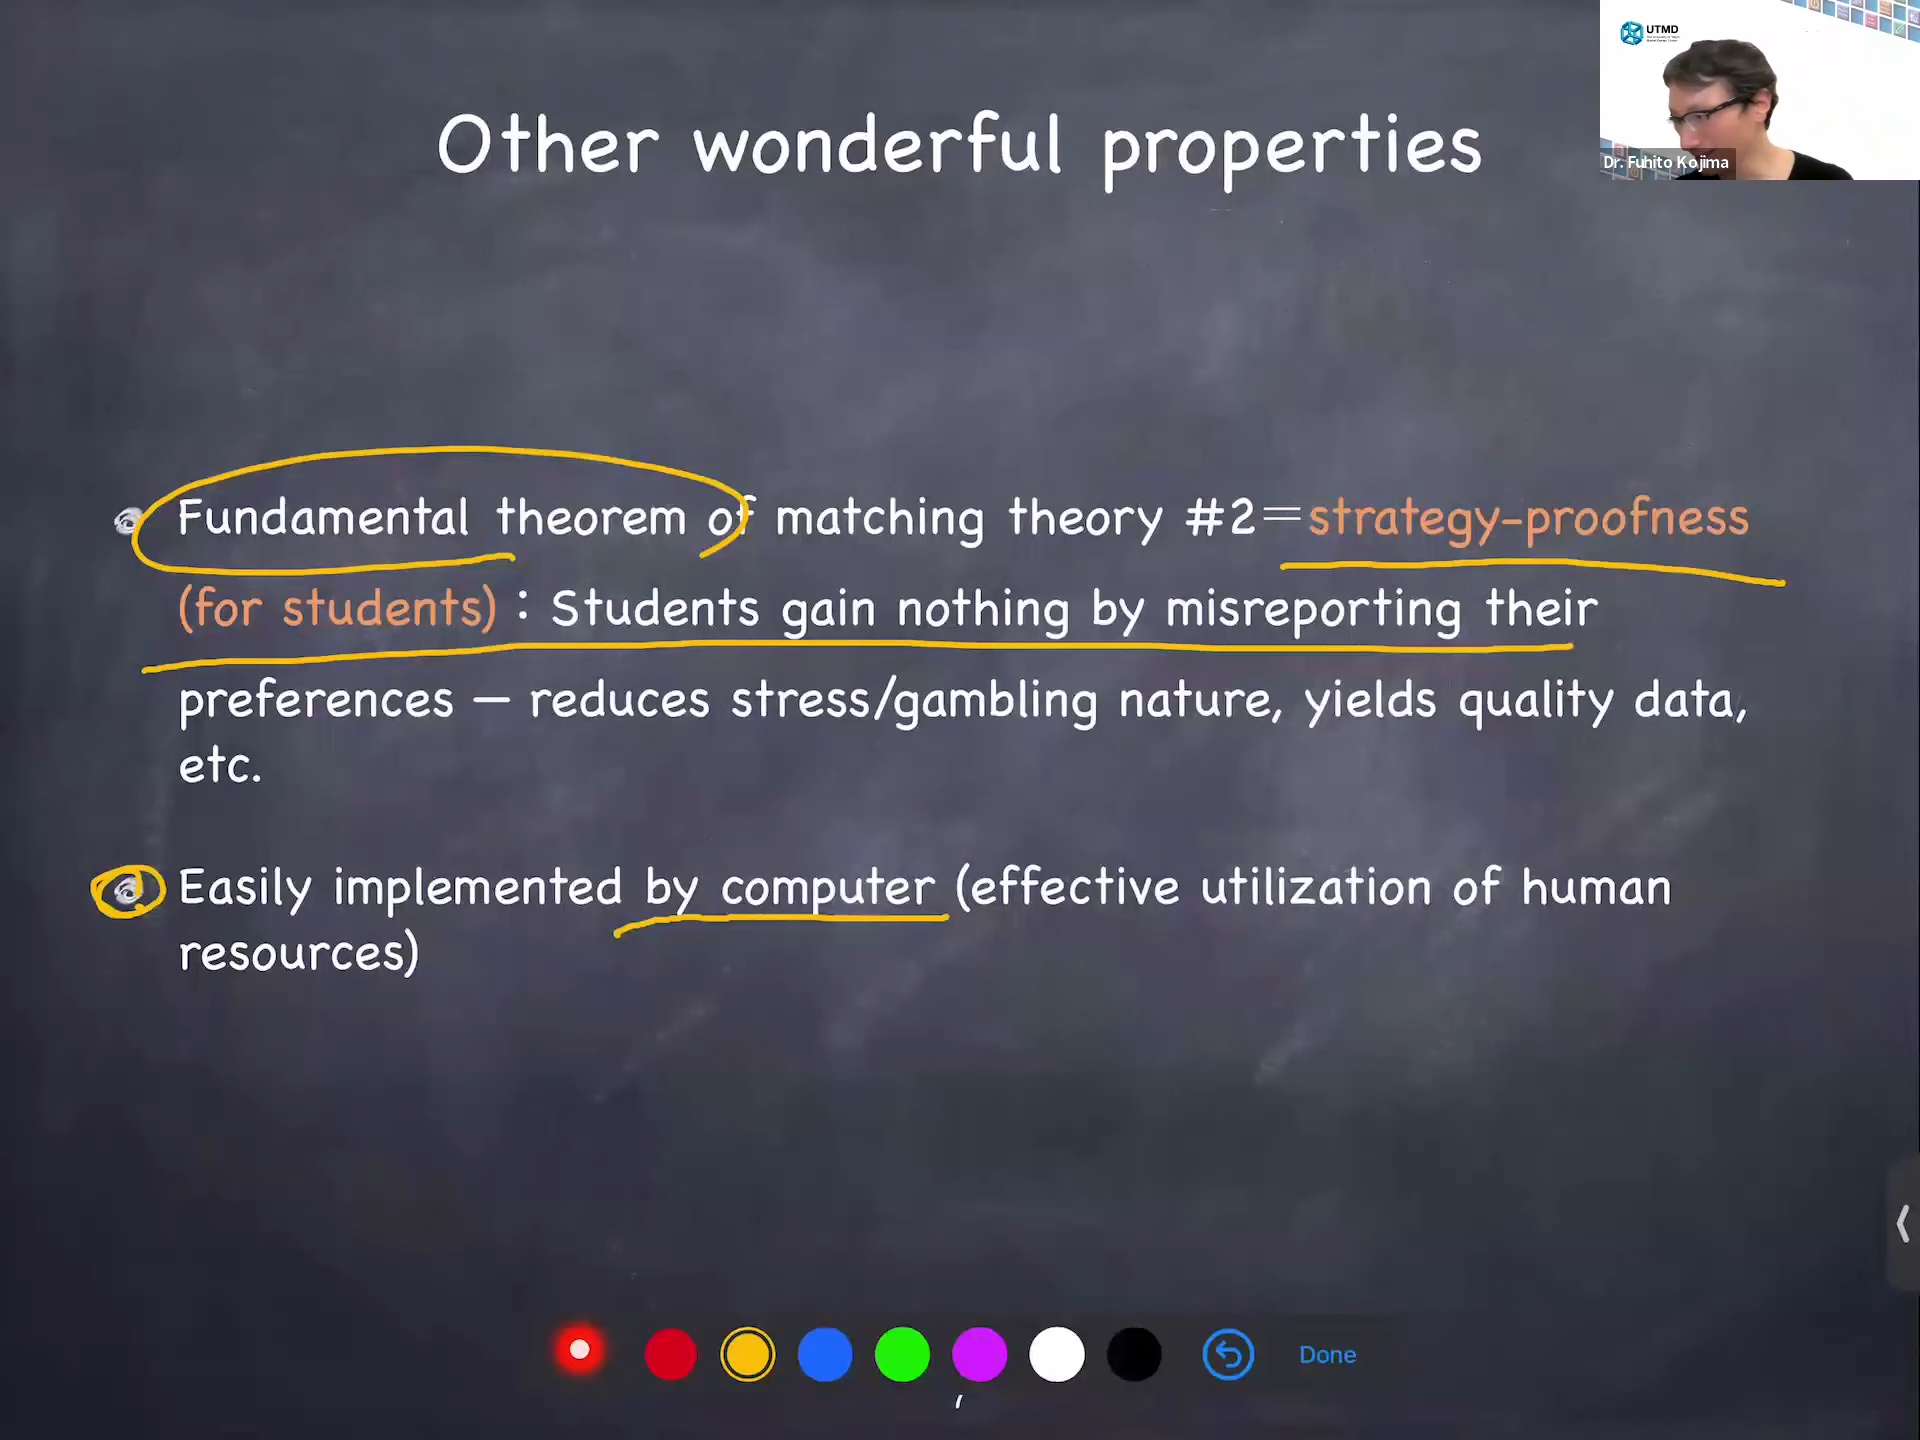 UTMD
Dr. Fuhito Kojima
Other wonderful properties
Fundamental theorem of matching theory #2=strategy-proofness
(for students) : Students gain nothing by misreporting their
preferences — reduces stress/gambling nature, yields quality data,
etc.
Easily implemented by computer (effective utilization of human
resources)
Done